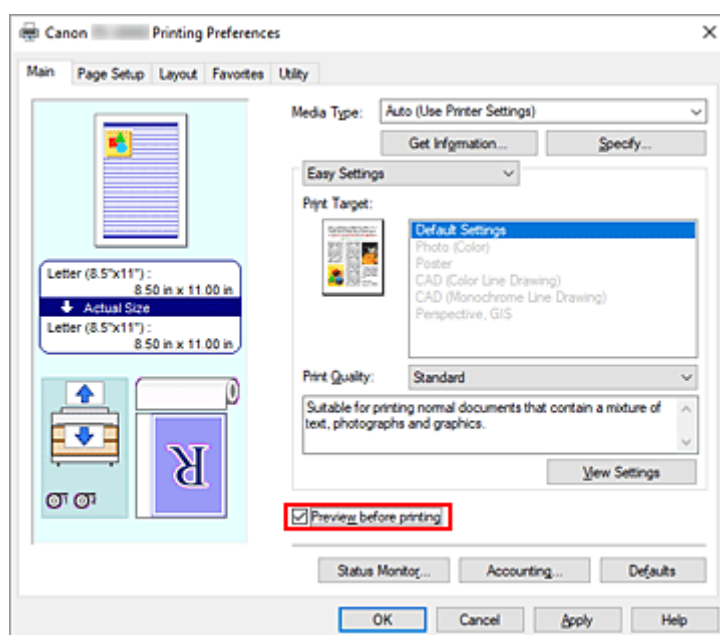 Canon Printing Preferences
Main Page Setup Layout Favorites Utility
Media Type: Auto (Use Printer Settings)
Get Information... Specify...
Easy Settings
Print Target:
Default Settings
Photo (Color)
Poster
CAD (Color Line Drawing)
CAD (Monochrome Line Drawing)
Perspective, GIS
Letter (8.5"x11") :
8.50 in x 11.00 in
Actual Size
Letter (8.5"x11") :
8.50 in x 11.00 in
Print Quality: Standard
Suitable for printing normal documents that contain a mixture of
text, photographs and graphics.
View Settings
R
Preview before printing
Status Monitor... Accounting... Defaults
OK Cancel Apply Help